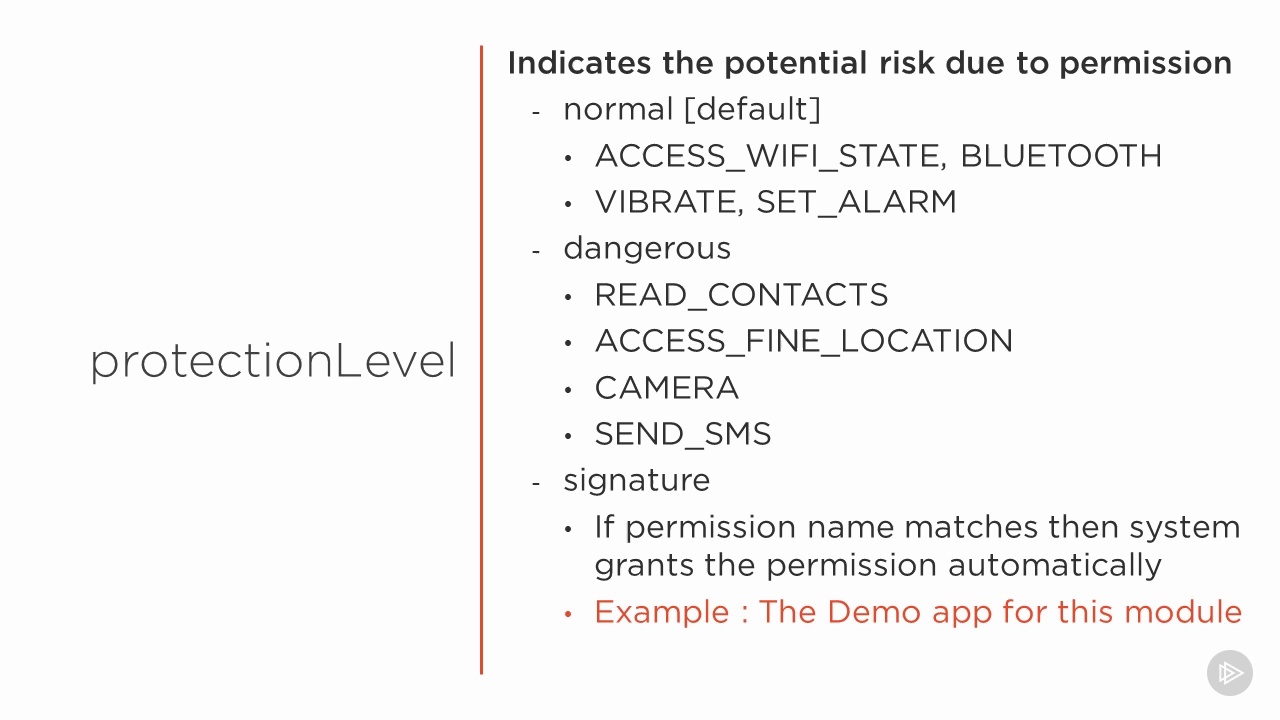 protectionLevel
Indicates the potential risk due to permission
- normal [default]
• ACCESS_WIFI_STATE, BLUETOOTH
• VIBRATE, SET_ALARM
- dangerous
• READ_CONTACTS
• ACCESS_FINE_LOCATION
• CAMERA
• SEND_SMS
- signature
• If permission name matches then system
grants the permission automatically
• Example : The Demo app for this module